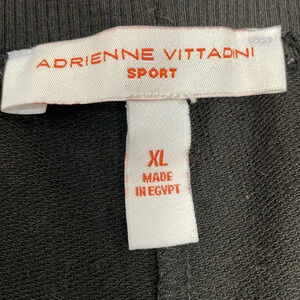 ADRIENNE VITTADINI
SPORT
XL
MADE
IN EGYPT